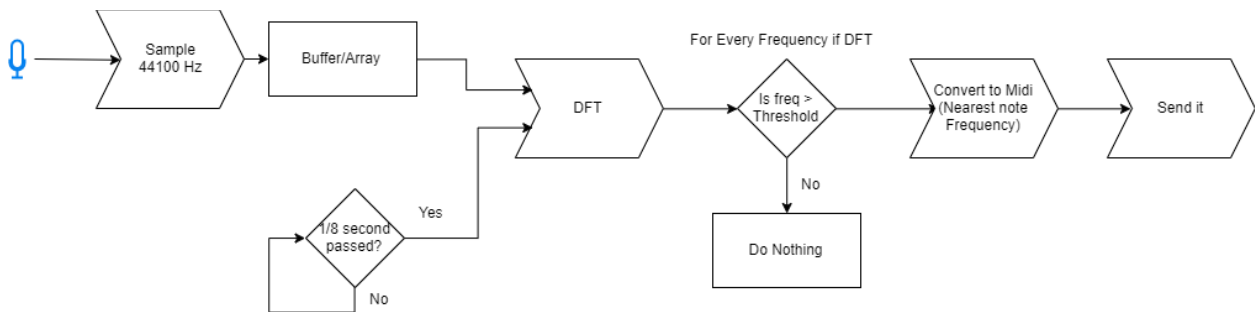 Sample
44100 Hz
Buffer/Array
DFT
For Every Frequency if DFT
Is freq >
Threshold
Convert to Midi
(Nearest note
Frequency)
Send it
No
Do Nothing
1/8 second
passed?
Yes
No